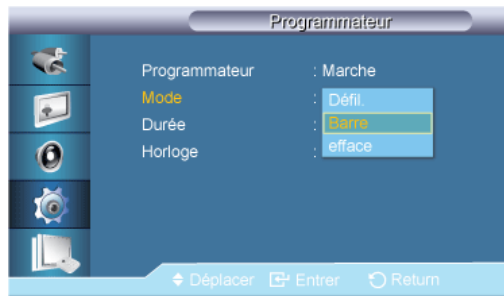 Programmateur
Programmateur : Marche
Mode : Défil.
Barre
Durée :
efface
Horloge :
Déplacer Entrer Return